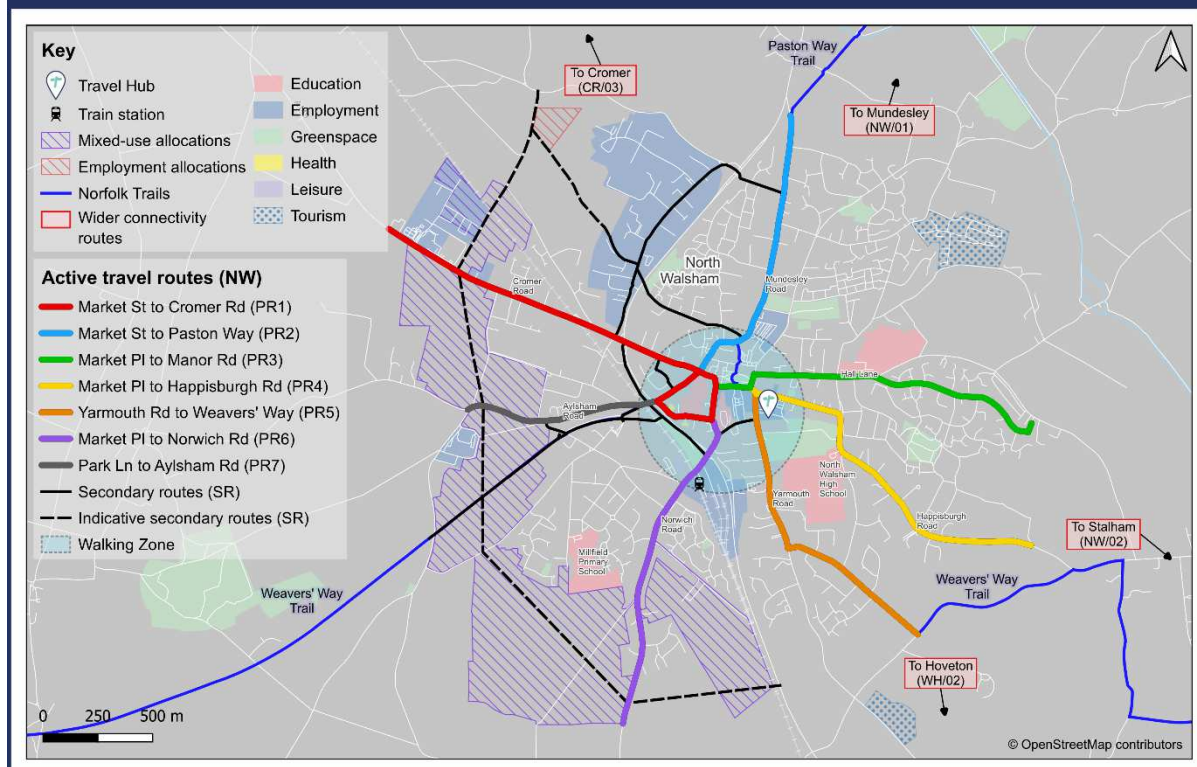 Key
Travel Hub
Train station
Mixed-use allocations
Employment allocations
Norfolk Trails
Wider connectivity
routes
Education
Employment
Greenspace
Health
Leisure
Tourism
Active travel routes (NW)
Market St to Cromer Rd (PR1)
Market St to Paston Way (PR2)
Market Pl to Manor Rd (PR3)
Market Pl to Happisburgh Rd (PR4)
Yarmouth Rd to Weavers' Way (PR5)
Market Pl to Norwich Rd (PR6)
Park Ln to Aylsham Rd (PR7)
Secondary routes (SR)
Indicative secondary routes (SR)
Walking Zone
To Cromer
(CR/03)
Paston Way
Trail
To Mundesley
(NW/01)
North
Walsham
Cromer
Road
Mundesley
Road
Hall Lane
Aylsham
Road
North
Walsham
High
School
Yarmouth
Road
Happisburgh
Road
Norwich
Road
Millfield
Primary
School
To Stalham
(NW/02)
Weavers' Way
Trail
Weavers' Way
Trail
To Hoveton
(WH/02)
0 250 500 m
© OpenStreetMap contributors